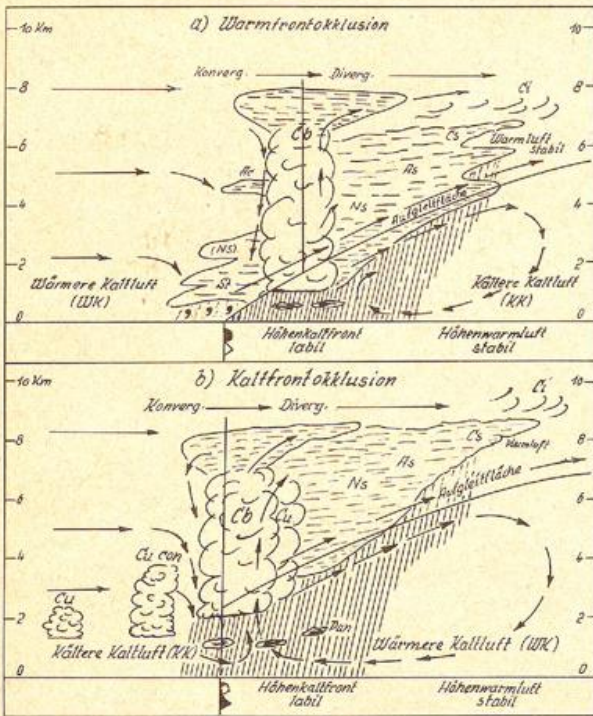 10 Km
a) Warmfrontokklusion
10
Konverg.
Diverg.
8
Ci
8
Cb
Cs
Warmluft
stabil
6
6
Ac
As
4
Ns
Aufgleitfläche
4
(Ns)
2
2
Wärmere Kaltluft
(WK)
St
Kältere Kaltluft
(KK)
0
0
Höhenkaltfront
labil
Höhenwarmluft
stabil
10 Km
b) Kaltfrontokklusion
10
Ci
Konverg.
Diverg.
8
Cs
Warmluft
8
As
Ns
Aufgleitfläche
6
6
Cb
Cu
Cu con
4
4
Cu
2
2
Kältere Kaltluft (KK)
Wärmere Kaltluft (WK)
0
0
Höhenkaltfront
labil
Höhenwarmluft
stabil